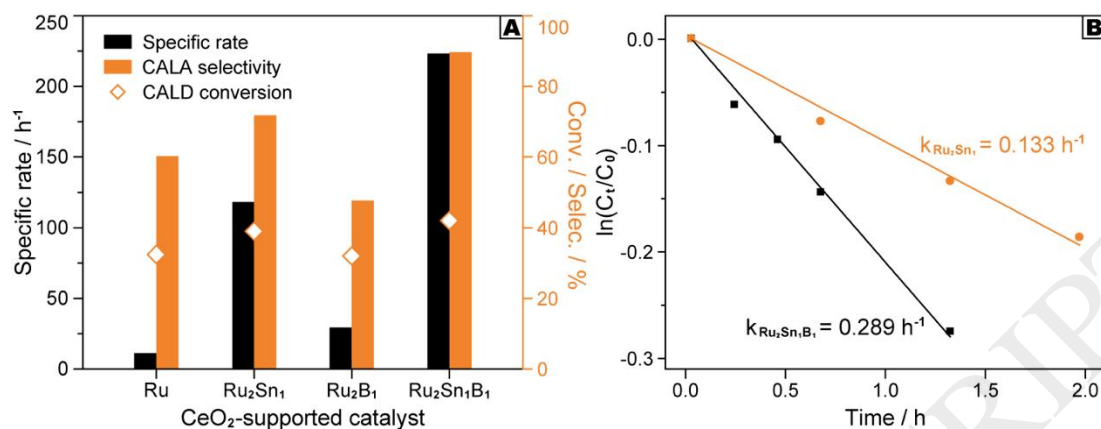 A
Specific rate
CALA selectivity
CALD conversion
Specific rate / h⁻¹
250
200
150
100
50
0
Conv. / Selec. / %
100
80
60
40
20
0
Ru
Ru₂Sn₁
Ru₂B₁
Ru₂Sn₁B₁
CeO₂-supported catalyst
B
ln(Cₜ/C₀)
0.0
-0.1
-0.2
-0.3
k Ru₂Sn₁ = 0.133 h⁻¹
k Ru₂Sn₁B₁ = 0.289 h⁻¹
0.0
0.5
1.0
1.5
2.0
Time / h
RIPT